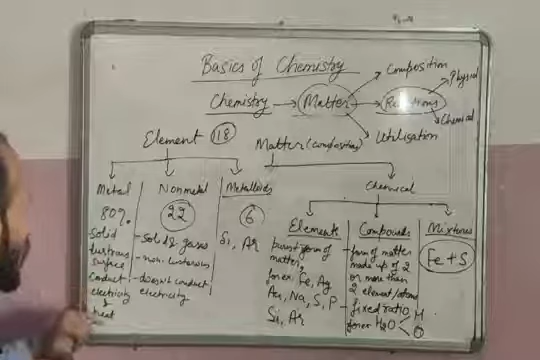 Basics of Chemistry
Chemistry → Matter → Reactions
Composition
Physical
Chemical
Utilisation
Element 118
Metal
80%
solid
lustrous
surface
conduct
electricity
&
heat
Nonmetal
22
- solid & gases
- non. lusterous
- doesn't conduct
electricity
Metalloids
6
Si, Ar
Matter (composition)
Chemical
Elements
purest form of
matter,
for ex Fe, Ag
Au, Na, S, P
Si, Ar
Compounds
- form of matter
made up of 2
or more than
2 element/atoms
- fixed ratio
for ex H2O H
O
Mixtures
Fe + S